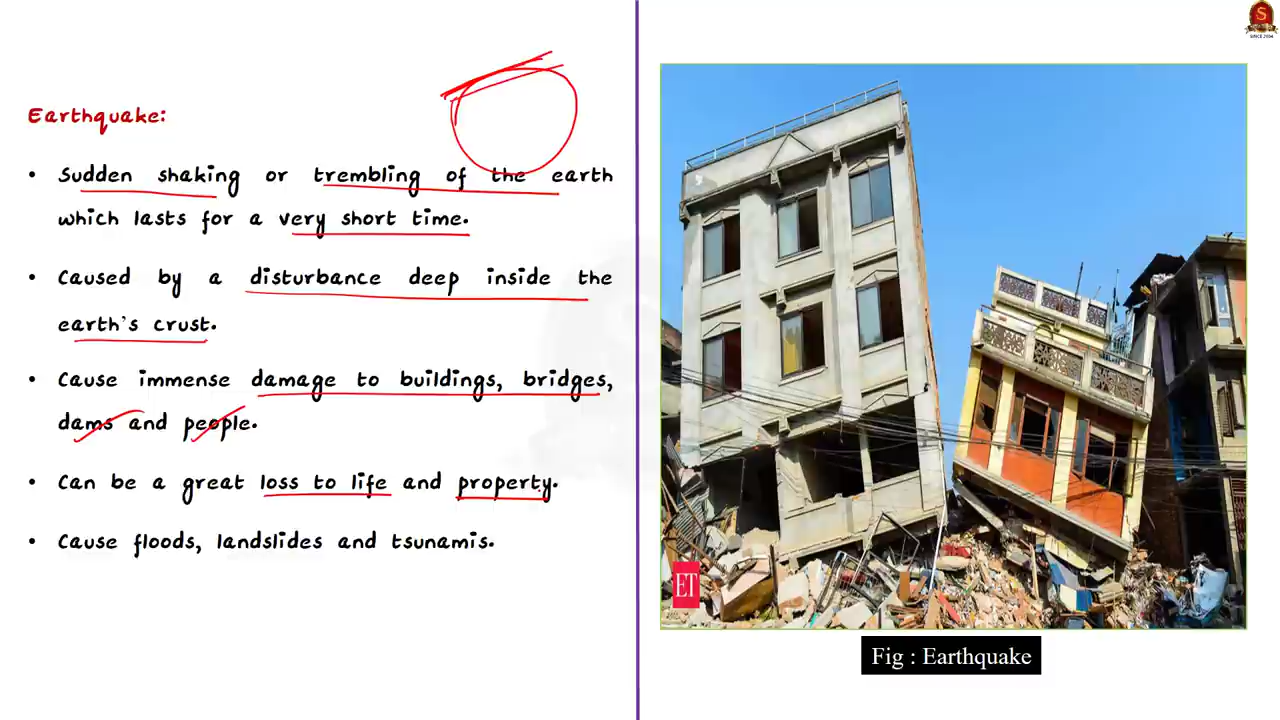 Earthquake:
• Sudden shaking or trembling of the earth
which lasts for a very short time.
• Caused by a disturbance deep inside the
earth's crust.
• Cause immense damage to buildings, bridges,
dams and people.
• Can be a great loss to life and property.
• Cause floods, landslides and tsunamis.
S
SINCE 2004
ET
Fig : Earthquake